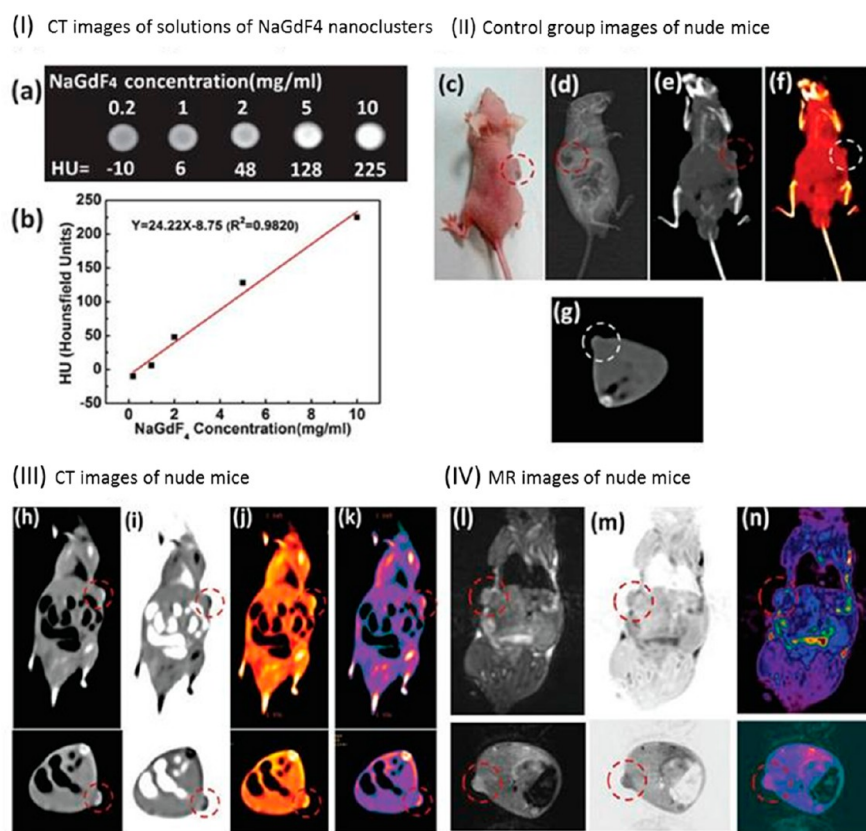 (I) CT images of solutions of NaGdF4 nanoclusters
(II) Control group images of nude mice
(a)
NaGdF4 concentration(mg/ml)
0.2 1 2 5 10
HU= -10 6 48 128 225
(b)
Y=24.22X-8.75 (R²=0.9820)
HU (Hounsfield Units)
250
200
150
100
50
0
-50
0 2 4 6 8 10
NaGdF₄ Concentration(mg/ml)
(c) (d) (e) (f)
(g)
(III) CT images of nude mice
(h) (i) (j) (k)
(IV) MR images of nude mice
(l) (m) (n)